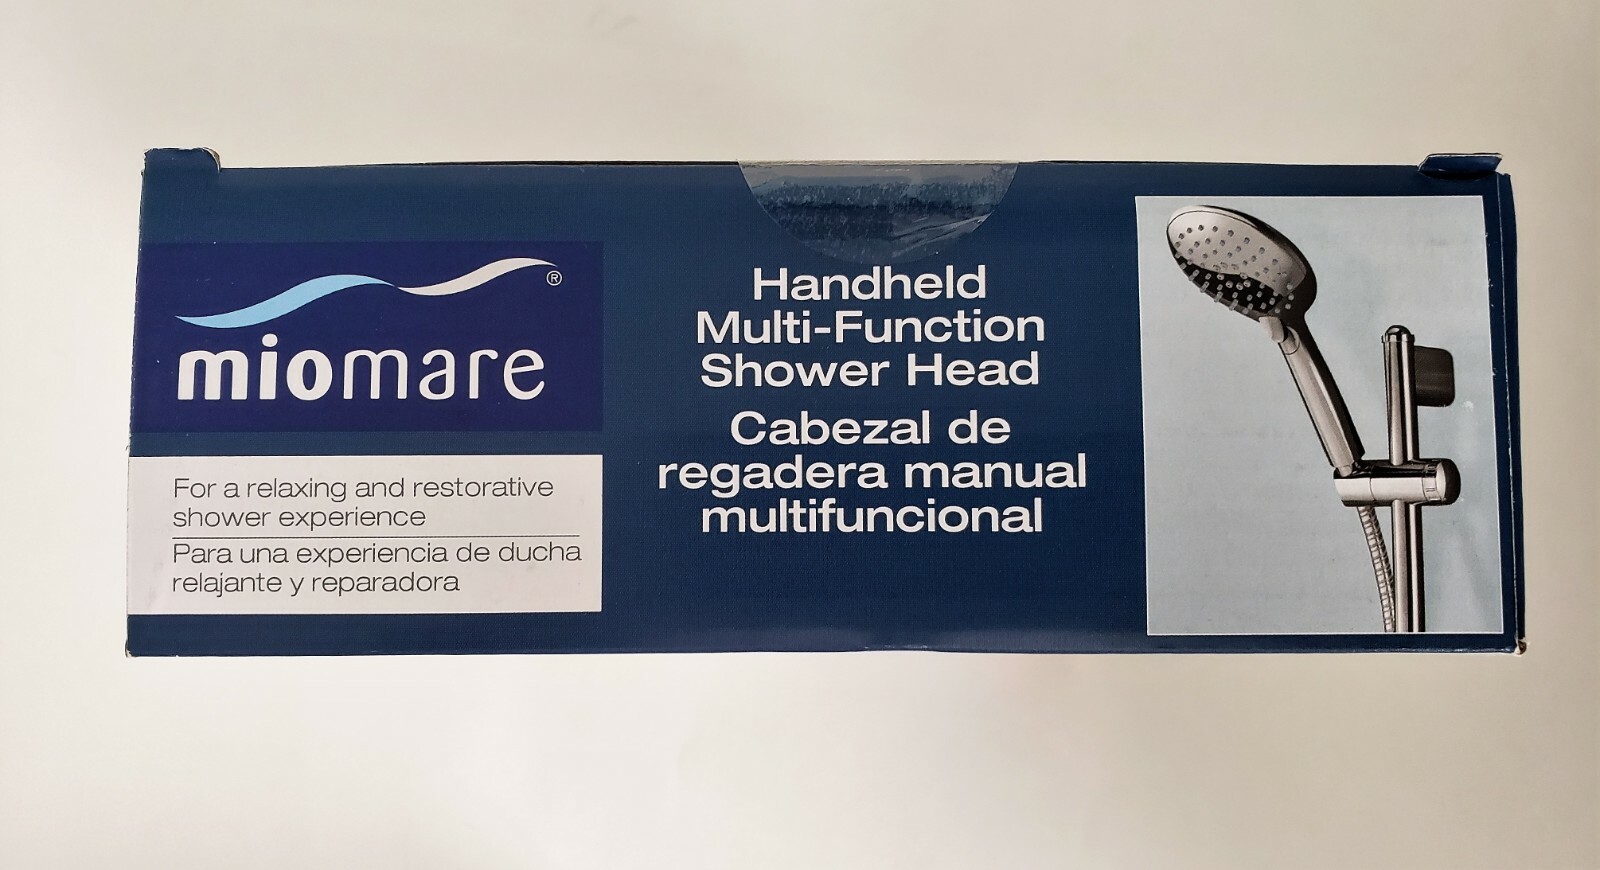 miomare®
For a relaxing and restorative
shower experience
Para una experiencia de ducha
relajante y reparadora
Handheld
Multi-Function
Shower Head
Cabezal de
regadera manual
multifuncional